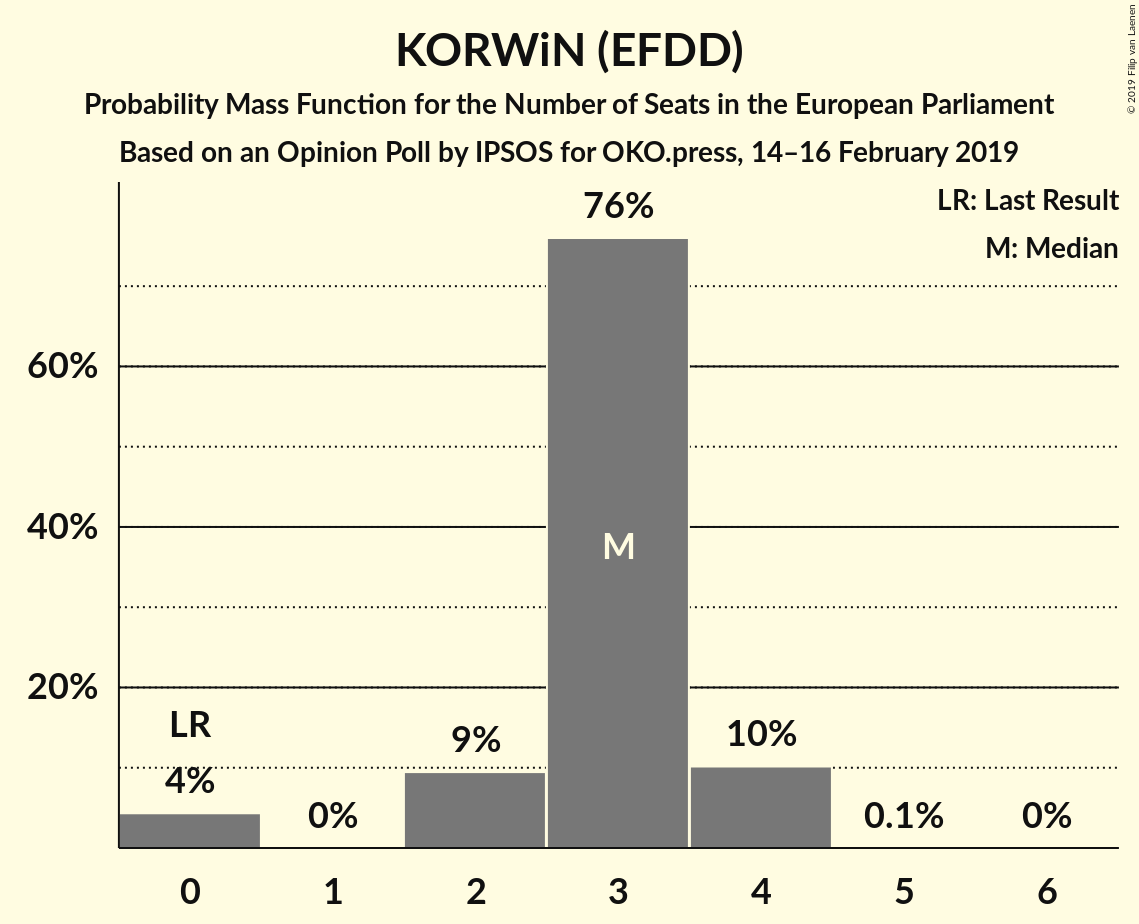 KORWiN (EFDD)
Probability Mass Function for the Number of Seats in the European Parliament
Based on an Opinion Poll by IPSOS for OKO.press, 14–16 February 2019
© 2019 Filip van Laenen
LR: Last Result
M: Median
76%
60%
40%
M
20%
LR
4%
0%
9%
10%
0.1%
0%
0 1 2 3 4 5 6